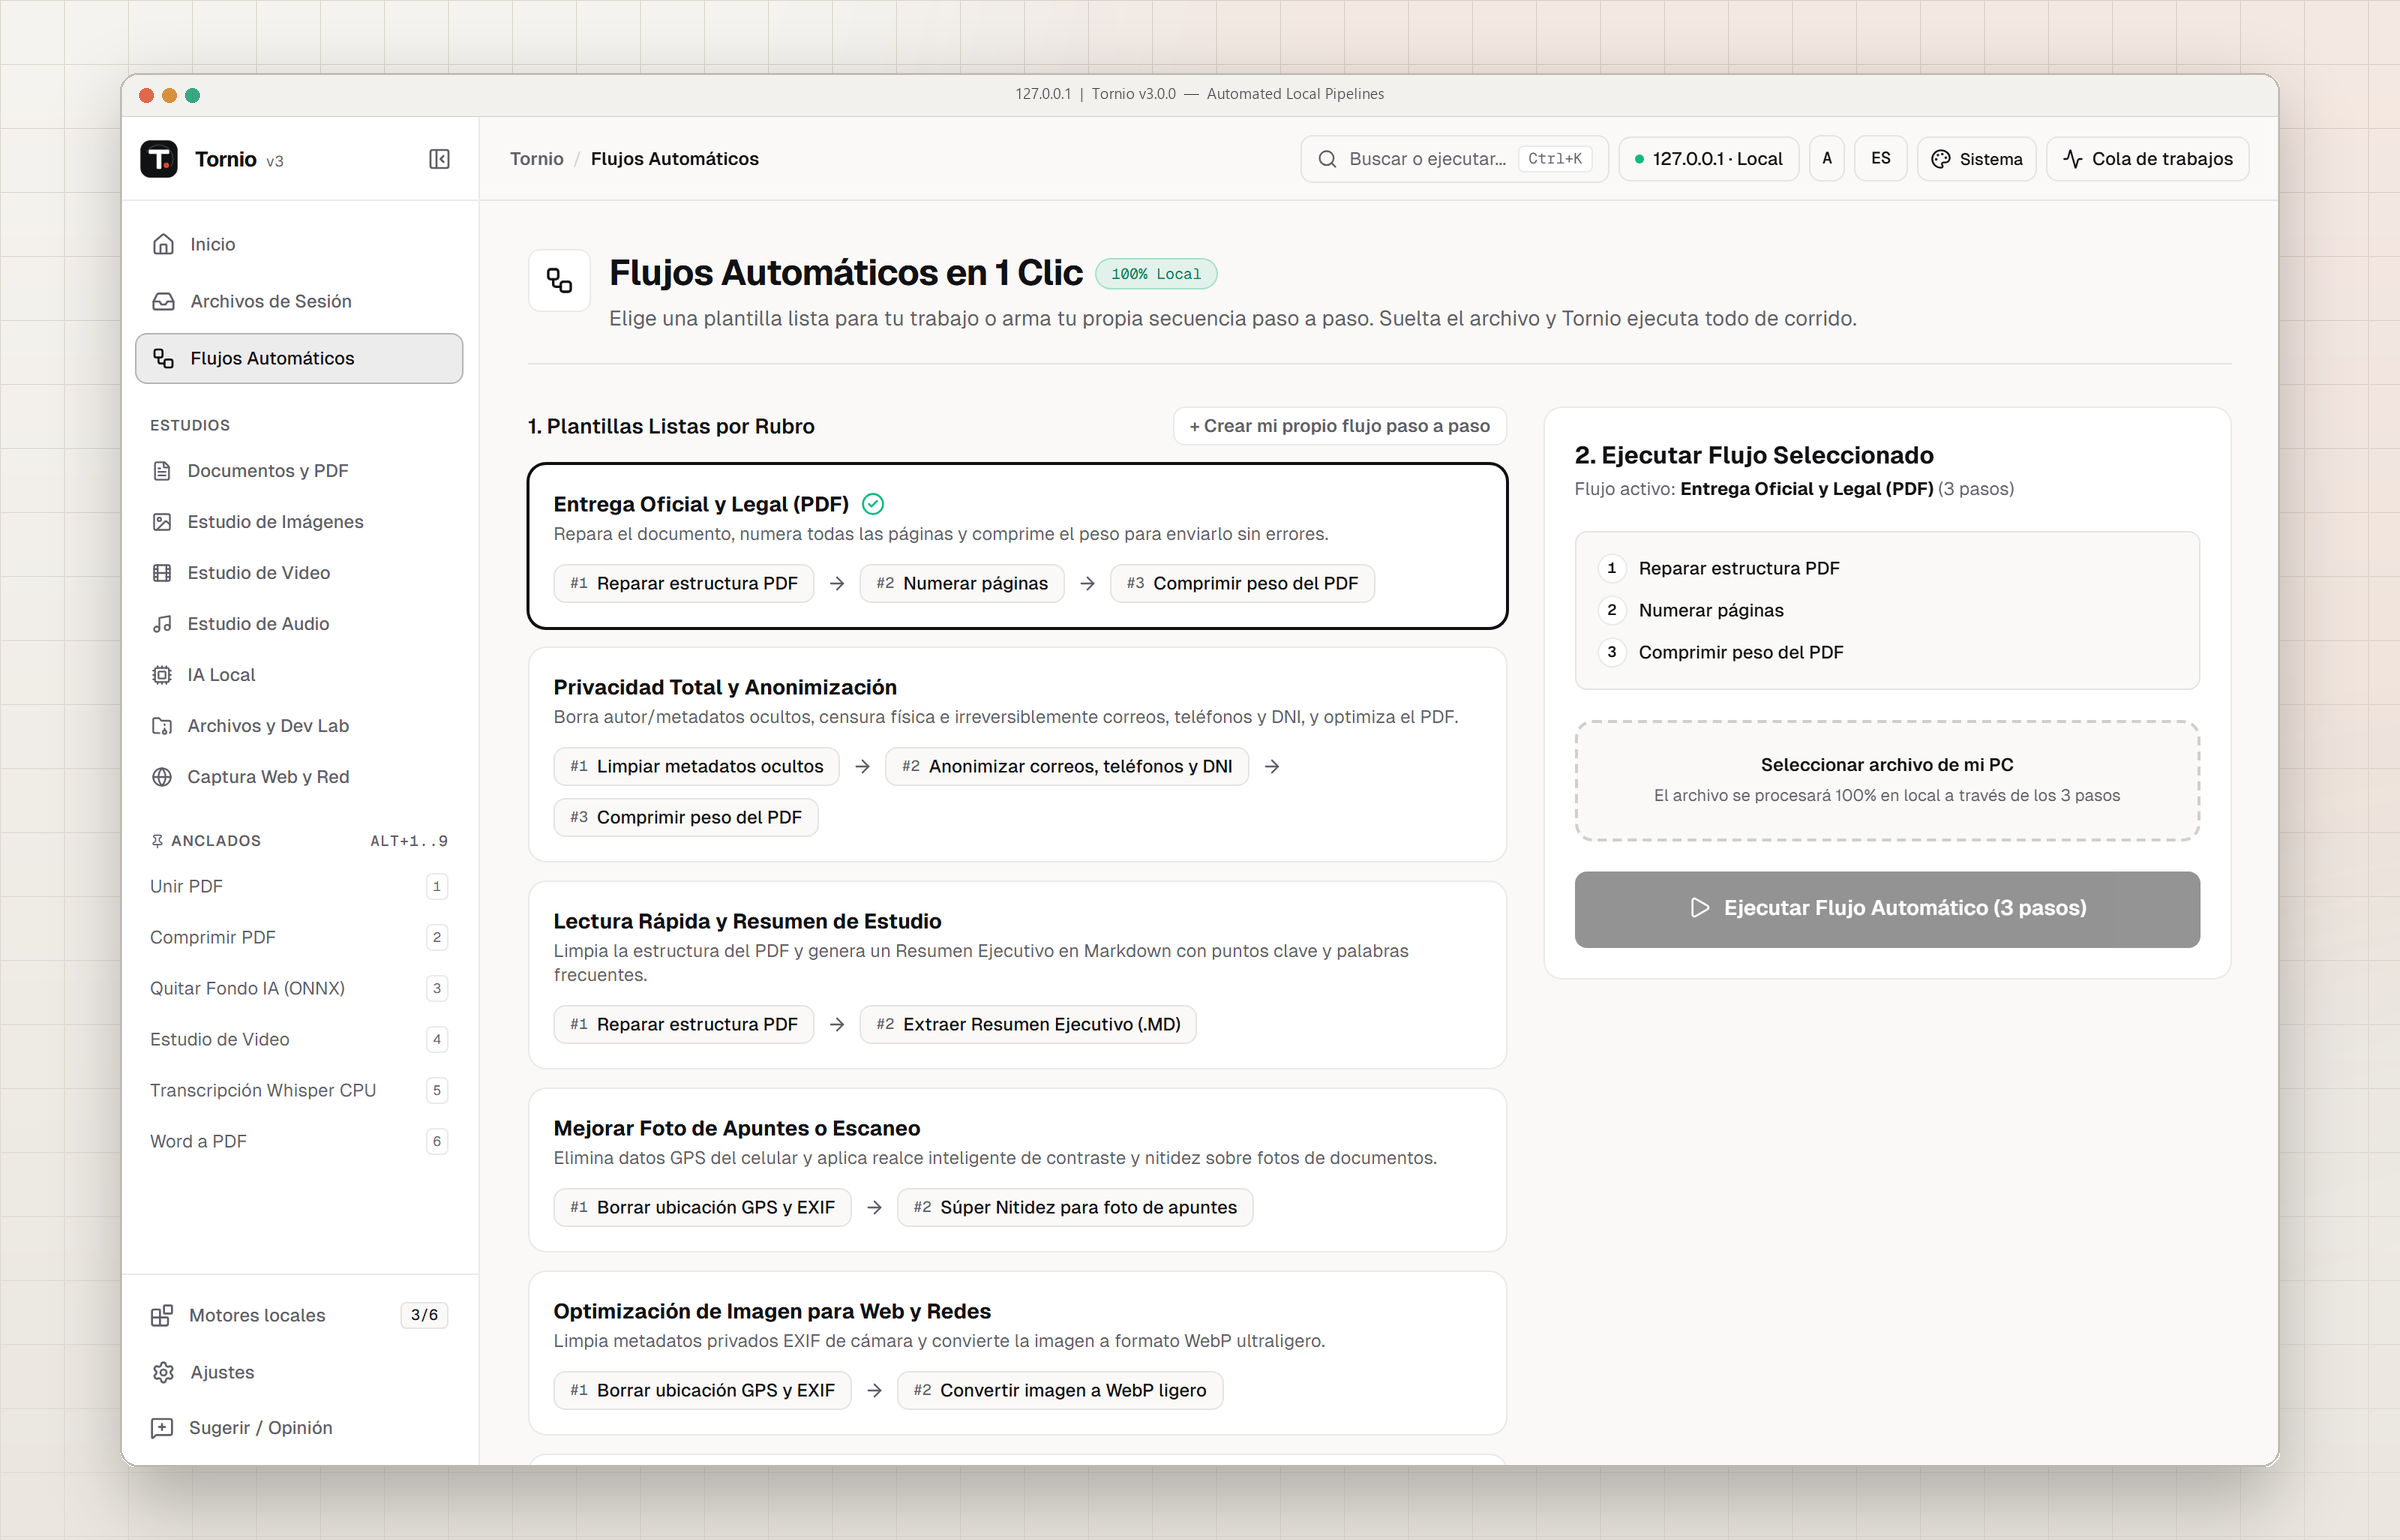 127.0.0.1 | Tornio v3.0.0 — Automated Local Pipelines
T.
Tornio v3
Tornio / Flujos Automáticos
Buscar o ejecutar... Ctrl+K
127.0.0.1 · Local
A
ES
Sistema
Cola de trabajos
Inicio
Archivos de Sesión
Flujos Automáticos
ESTUDIOS
Documentos y PDF
Estudio de Imágenes
Estudio de Video
Estudio de Audio
IA Local
Archivos y Dev Lab
Captura Web y Red
ANCLADOS ALT+1..9
Unir PDF 1
Comprimir PDF 2
Quitar Fondo IA (ONNX) 3
Estudio de Video 4
Transcripción Whisper CPU 5
Word a PDF 6
Motores locales 3/6
Ajustes
Sugerir / Opinión
Flujos Automáticos en 1 Clic 100% Local
Elige una plantilla lista para tu trabajo o arma tu propia secuencia paso a paso. Suelta el archivo y Tornio ejecuta todo de corrido.
1. Plantillas Listas por Rubro
+ Crear mi propio flujo paso a paso
Entrega Oficial y Legal (PDF)
Repara el documento, numera todas las páginas y comprime el peso para enviarlo sin errores.
#1 Reparar estructura PDF → #2 Numerar páginas → #3 Comprimir peso del PDF
Privacidad Total y Anonimización
Borra autor/metadatos ocultos, censura física e irreversiblemente correos, teléfonos y DNI, y optimiza el PDF.
#1 Limpiar metadatos ocultos → #2 Anonimizar correos, teléfonos y DNI →
#3 Comprimir peso del PDF
Lectura Rápida y Resumen de Estudio
Limpia la estructura del PDF y genera un Resumen Ejecutivo en Markdown con puntos clave y palabras
frecuentes.
#1 Reparar estructura PDF → #2 Extraer Resumen Ejecutivo (.MD)
Mejorar Foto de Apuntes o Escaneo
Elimina datos GPS del celular y aplica realce inteligente de contraste y nitidez sobre fotos de documentos.
#1 Borrar ubicación GPS y EXIF → #2 Súper Nitidez para foto de apuntes
Optimización de Imagen para Web y Redes
Limpia metadatos privados EXIF de cámara y convierte la imagen a formato WebP ultraligero.
#1 Borrar ubicación GPS y EXIF → #2 Convertir imagen a WebP ligero
2. Ejecutar Flujo Seleccionado
Flujo activo: Entrega Oficial y Legal (PDF) (3 pasos)
1 Reparar estructura PDF
2 Numerar páginas
3 Comprimir peso del PDF
Seleccionar archivo de mi PC
El archivo se procesará 100% en local a través de los 3 pasos
Ejecutar Flujo Automático (3 pasos)